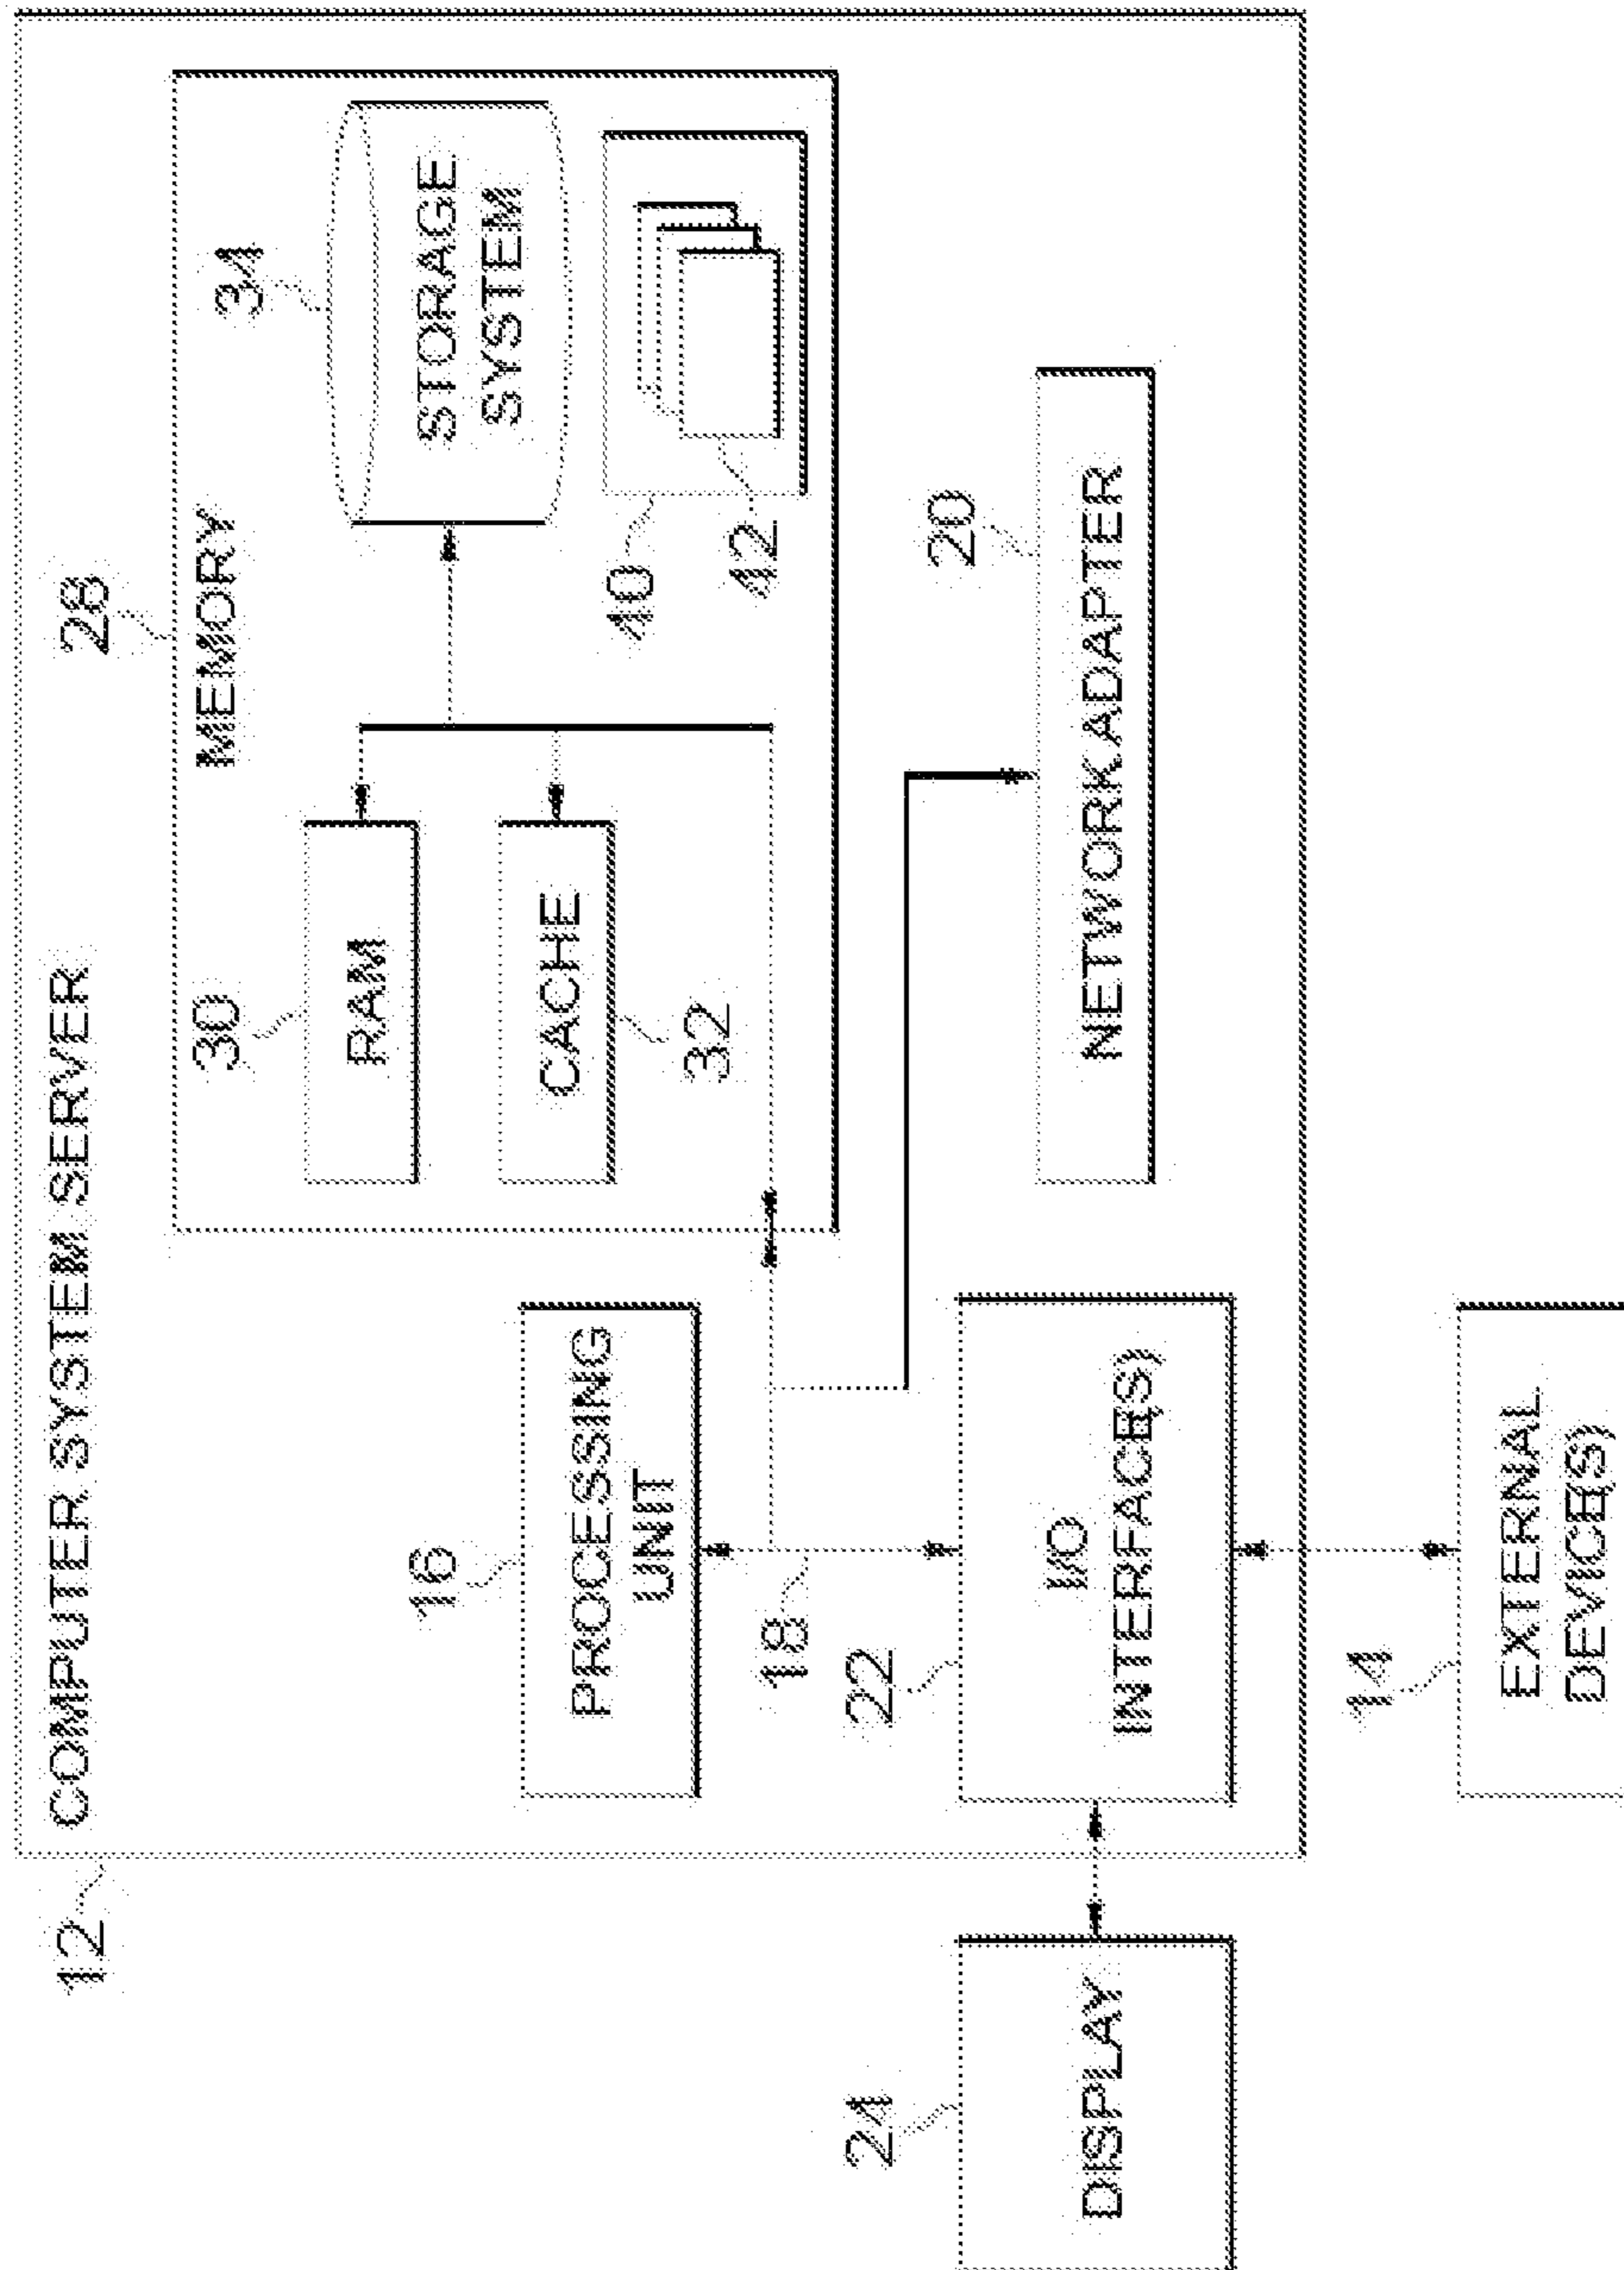 12
COMPUTER SYSTEM SERVER
28
MEMORY
30
RAM
CACHE
32
34
STORAGE
SYSTEM
40
42
16
PROCESSING
UNIT
18
20
NETWORK ADAPTER
22
I/O
INTERFACE(S)
24
DISPLAY
14
EXTERNAL
DEVICE(S)